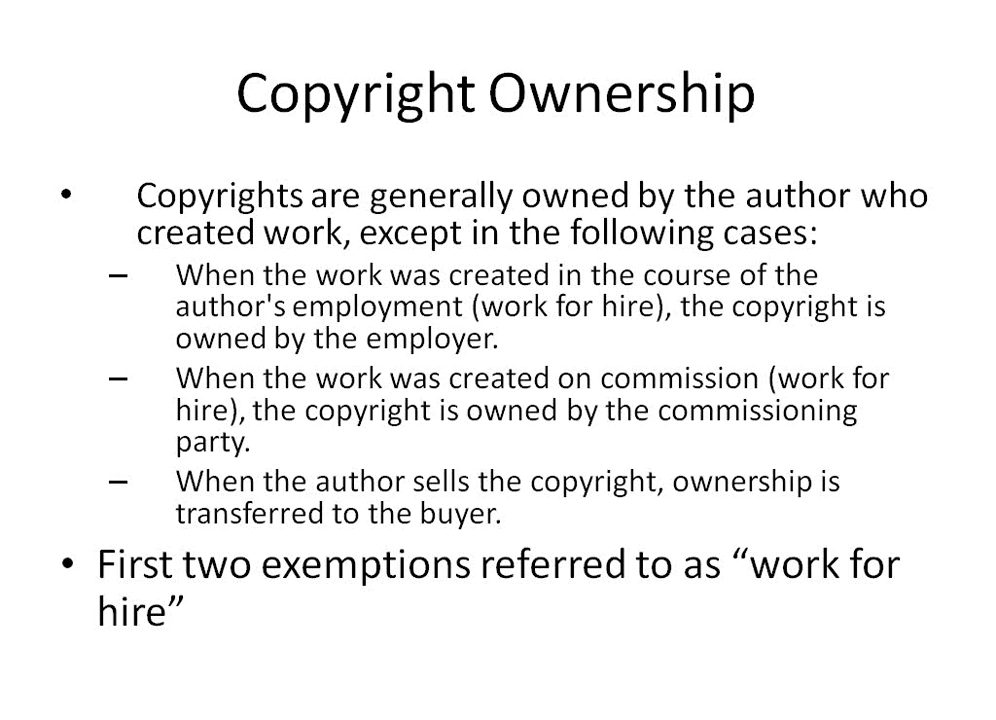 Copyright Ownership
• Copyrights are generally owned by the author who
created work, except in the following cases:
– When the work was created in the course of the
author's employment (work for hire), the copyright is
owned by the employer.
– When the work was created on commission (work for
hire), the copyright is owned by the commissioning
party.
– When the author sells the copyright, ownership is
transferred to the buyer.
• First two exemptions referred to as “work for
hire”